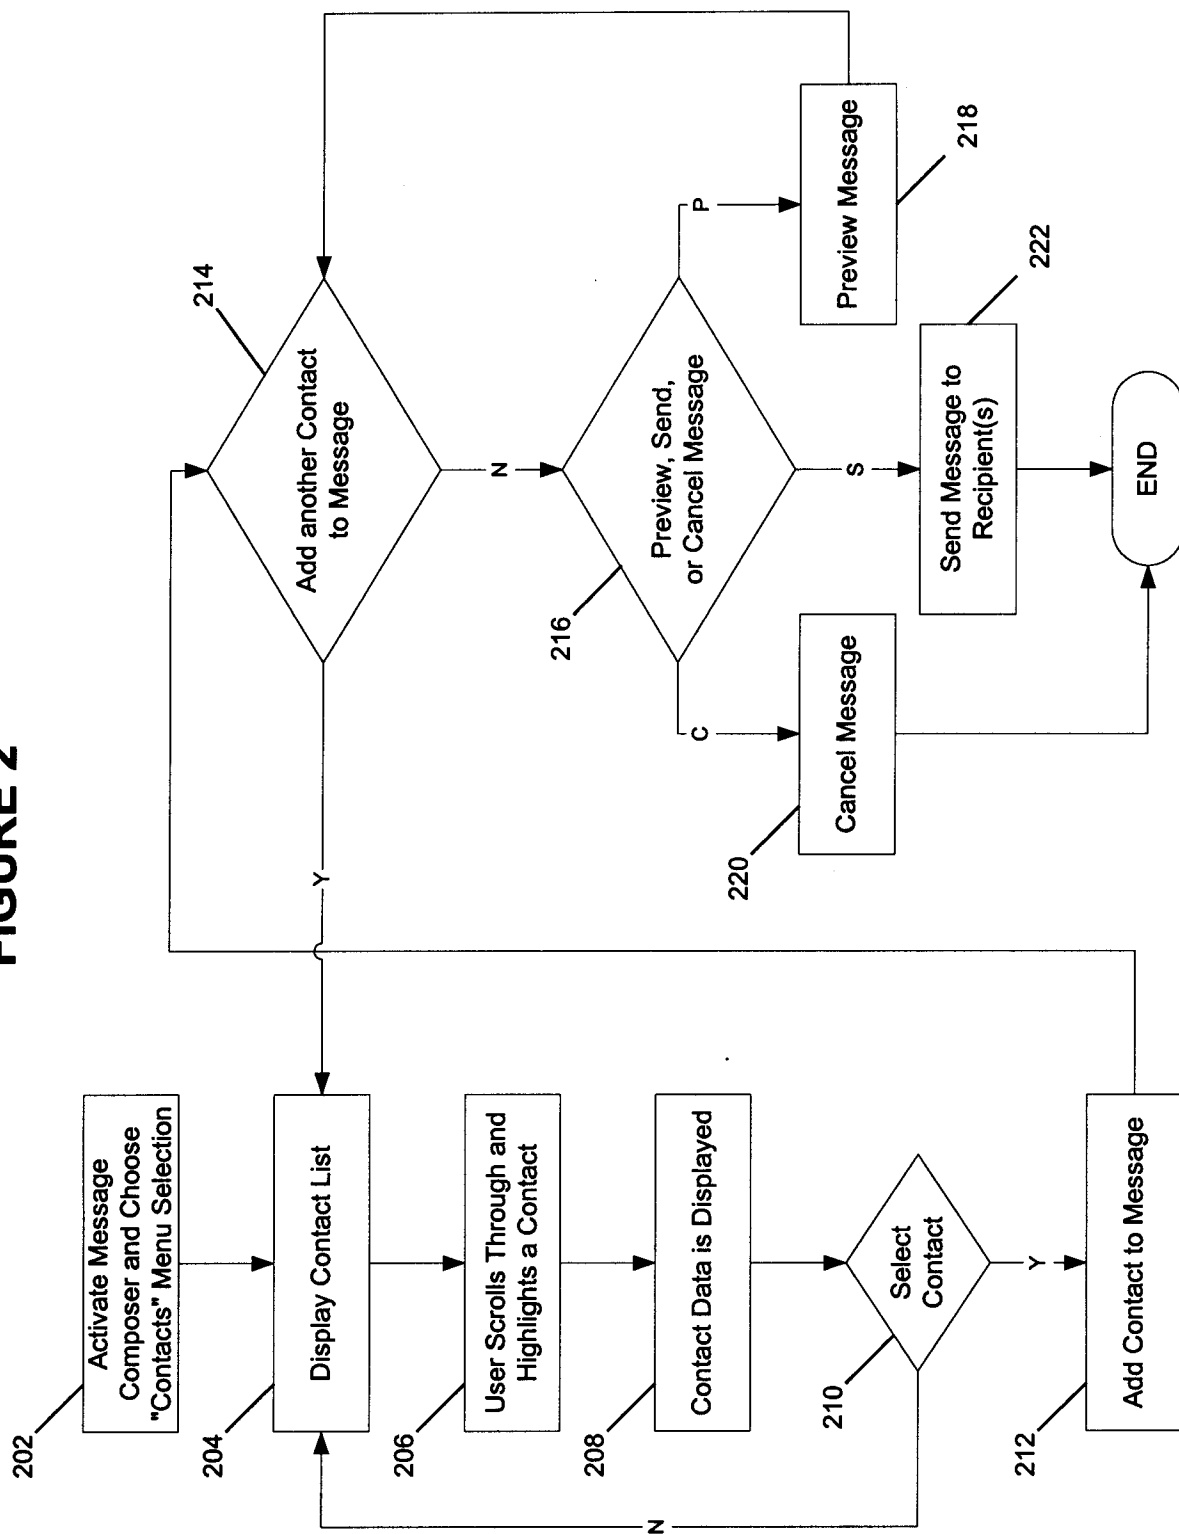 FIGURE 2
202
Activate Message
Composer and Choose
"Contacts" Menu Selection
204
Display Contact List
206
User Scrolls Through and
Highlights a Contact
208
Contact Data is Displayed
210
Select
Contact
N
Y
212
Add Contact to Message
214
Add another Contact
to Message
Y
N
216
Preview, Send,
or Cancel Message
C
S
P
220
Cancel Message
222
Send Message to
Recipient(s)
218
Preview Message
END